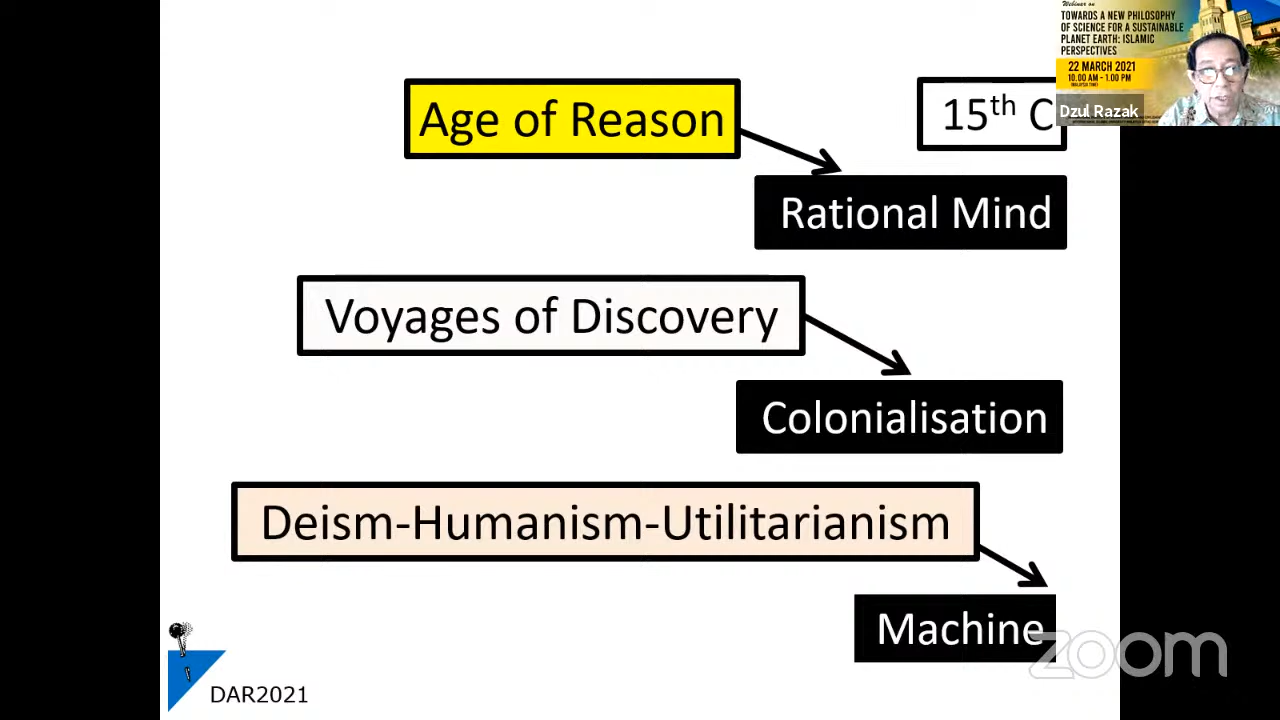 Webinar on
TOWARDS A NEW PHILOSOPHY
OF SCIENCE FOR A SUSTAINABLE
PLANET EARTH: ISLAMIC
PERSPECTIVES
22 MARCH 2021
10.00 AM - 1.00 PM
Dzul Razak
Age of Reason
15th C
Rational Mind
Voyages of Discovery
Colonialisation
Deism-Humanism-Utilitarianism
Machine
zoom
DAR2021